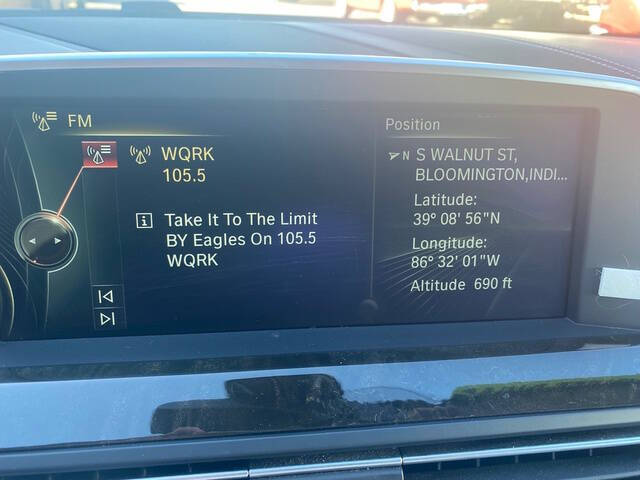 FM
WQRK
105.5
Take It To The Limit
BY Eagles On 105.5
WQRK
Position
N S WALNUT ST,
BLOOMINGTON,INDI...
Latitude:
39° 08' 56"N
Longitude:
86° 32' 01"W
Altitude 690 ft